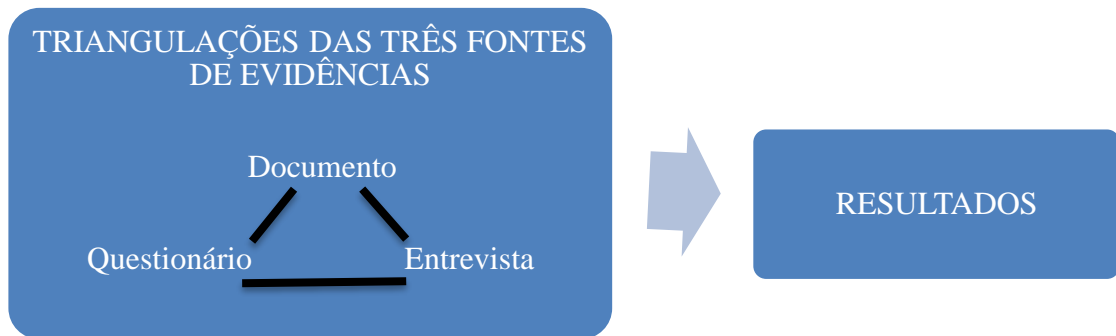 TRIANGULAÇÕES DAS TRÊS FONTES
DE EVIDÊNCIAS
Documento
Questionário Entrevista
RESULTADOS